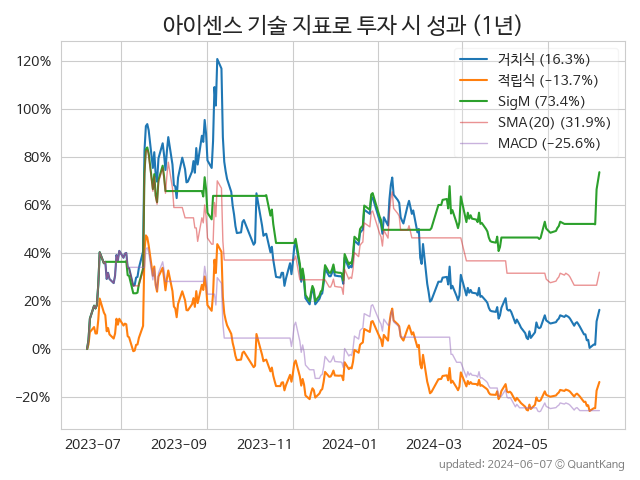 아이센스 기술 지표로 투자 시 성과 (1년)
거치식 (16.3%)
적립식 (−13.7%)
SigM (73.4%)
SMA(20) (31.9%)
MACD (−25.6%)
120%
100%
80%
60%
40%
20%
0%
−20%
2023-07 2023-09 2023-11 2024-01 2024-03 2024-05
updated: 2024-06-07 © QuantKang